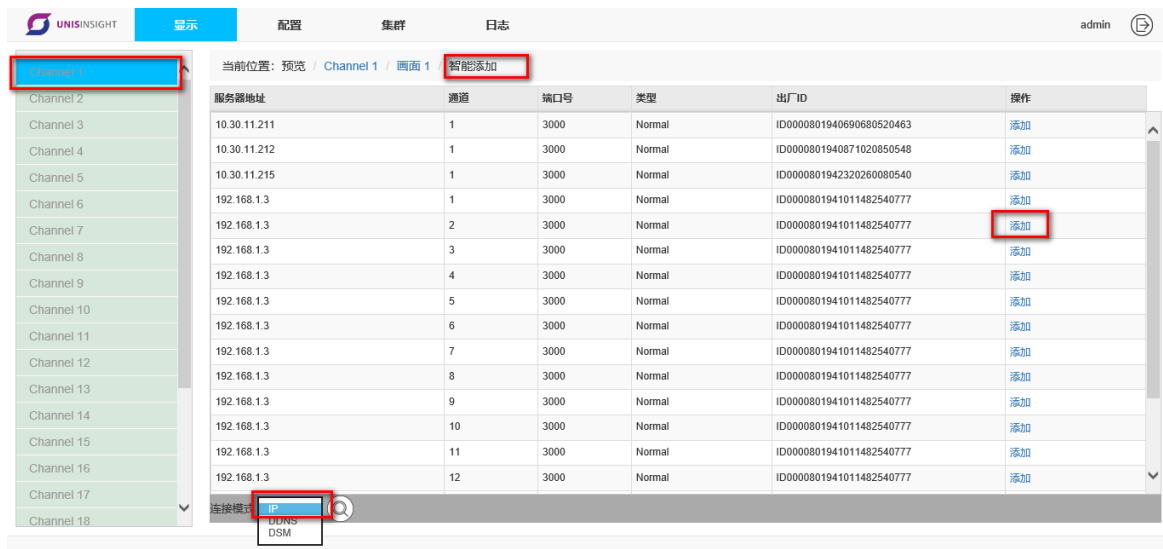 UNISINSIGHT 显示 配置 集群 日志 admin
当前位置：预览 / Channel 1 / 画面 1 / 智能添加
Channel 1
Channel 2
Channel 3
Channel 4
Channel 5
Channel 6
Channel 7
Channel 8
Channel 9
Channel 10
Channel 11
Channel 12
Channel 13
Channel 14
Channel 15
Channel 16
Channel 17
Channel 18
服务器地址 通道 端口号 类型 出厂ID 操作
10.30.11.211 1 3000 Normal ID0000801940690680520463 添加
10.30.11.212 1 3000 Normal ID0000801940871020850548 添加
10.30.11.215 1 3000 Normal ID0000801942320260080540 添加
192.168.1.3 1 3000 Normal ID0000801941011482540777 添加
192.168.1.3 2 3000 Normal ID0000801941011482540777 添加
192.168.1.3 3 3000 Normal ID0000801941011482540777 添加
192.168.1.3 4 3000 Normal ID0000801941011482540777 添加
192.168.1.3 5 3000 Normal ID0000801941011482540777 添加
192.168.1.3 6 3000 Normal ID0000801941011482540777 添加
192.168.1.3 7 3000 Normal ID0000801941011482540777 添加
192.168.1.3 8 3000 Normal ID0000801941011482540777 添加
192.168.1.3 9 3000 Normal ID0000801941011482540777 添加
192.168.1.3 10 3000 Normal ID0000801941011482540777 添加
192.168.1.3 11 3000 Normal ID0000801941011482540777 添加
192.168.1.3 12 3000 Normal ID0000801941011482540777 添加
连接模式 IP
DDNS
DSM